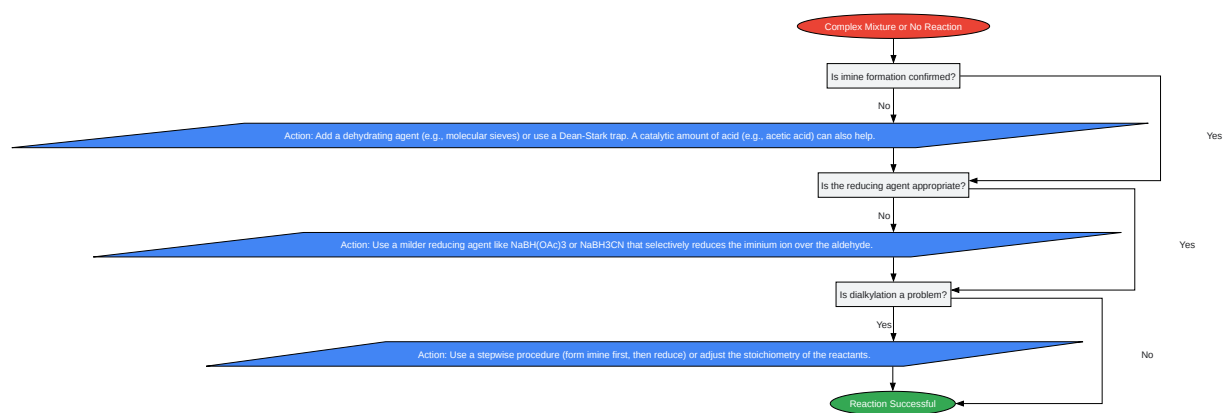 Complex Mixture or No Reaction
Is imine formation confirmed?
No
Action: Add a dehydrating agent (e.g., molecular sieves) or use a Dean-Stark trap. A catalytic amount of acid (e.g., acetic acid) can also help.
Yes
Is the reducing agent appropriate?
No
Action: Use a milder reducing agent like NaBH(OAc)3 or NaBH3CN that selectively reduces the iminium ion over the aldehyde.
Yes
Is dialkylation a problem?
Yes
Action: Use a stepwise procedure (form imine first, then reduce) or adjust the stoichiometry of the reactants.
No
Reaction Successful